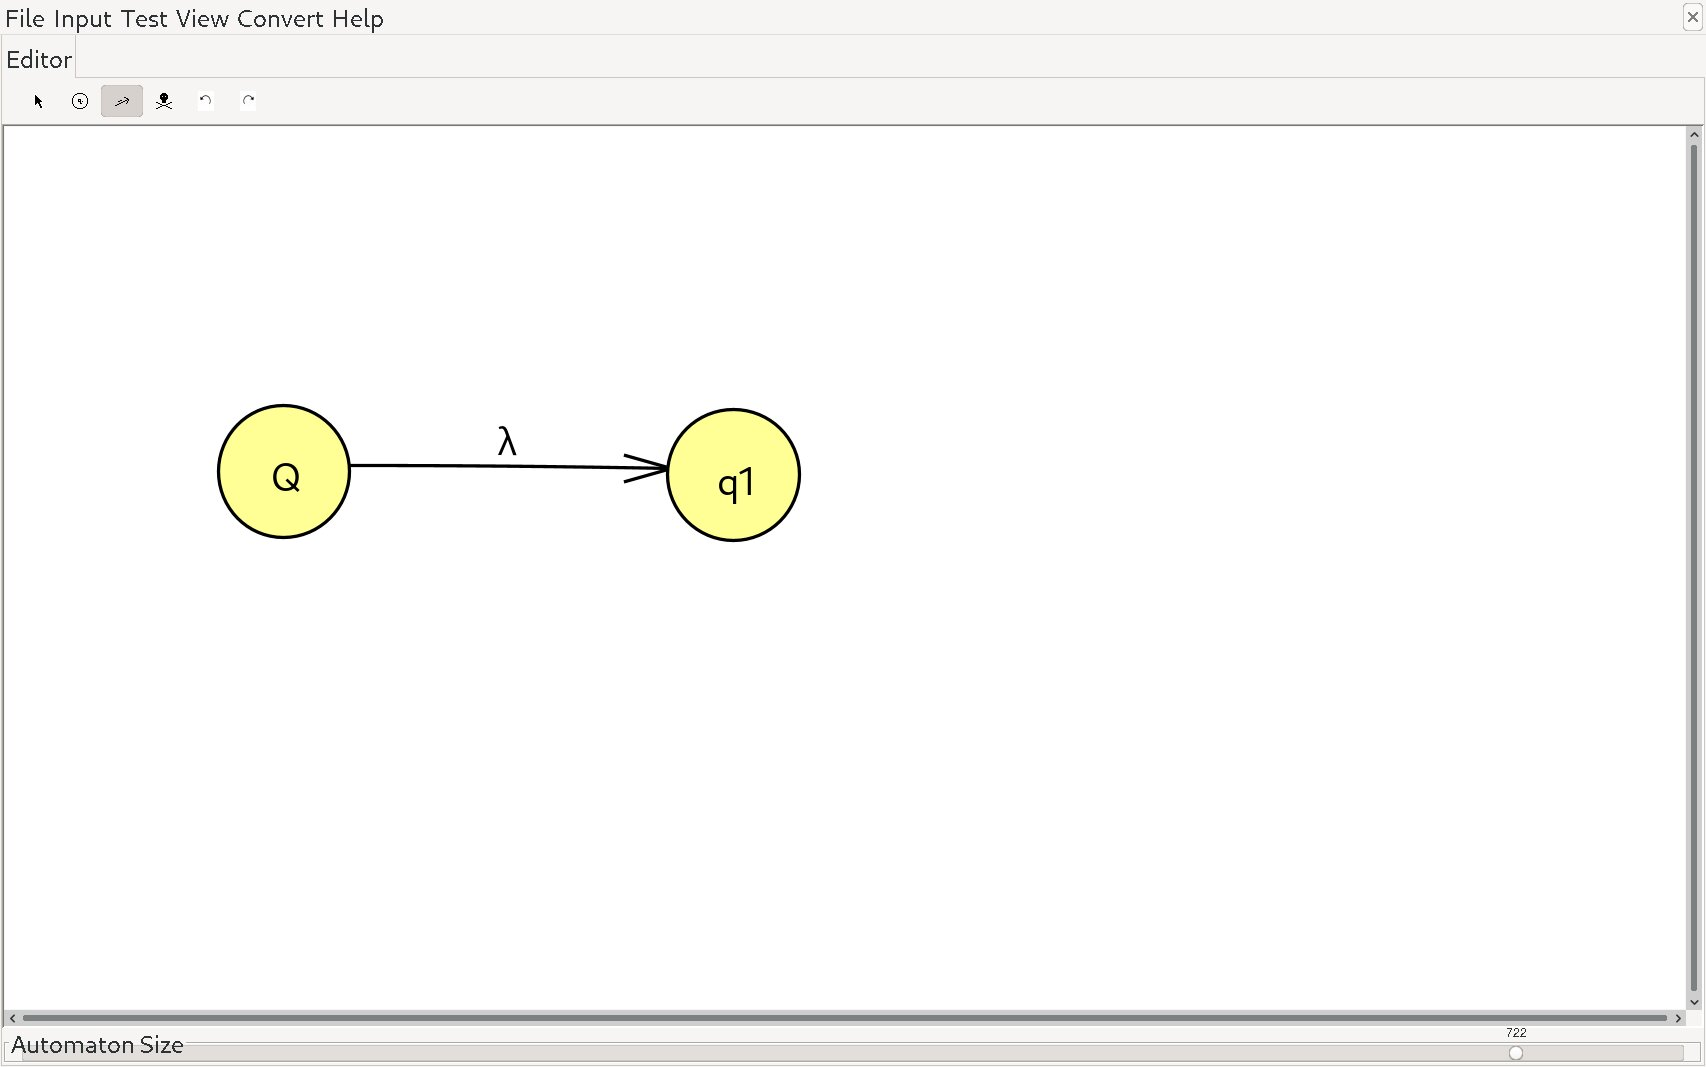 File Input Test View Convert Help
Editor
λ
Q
q1
722
Automaton Size